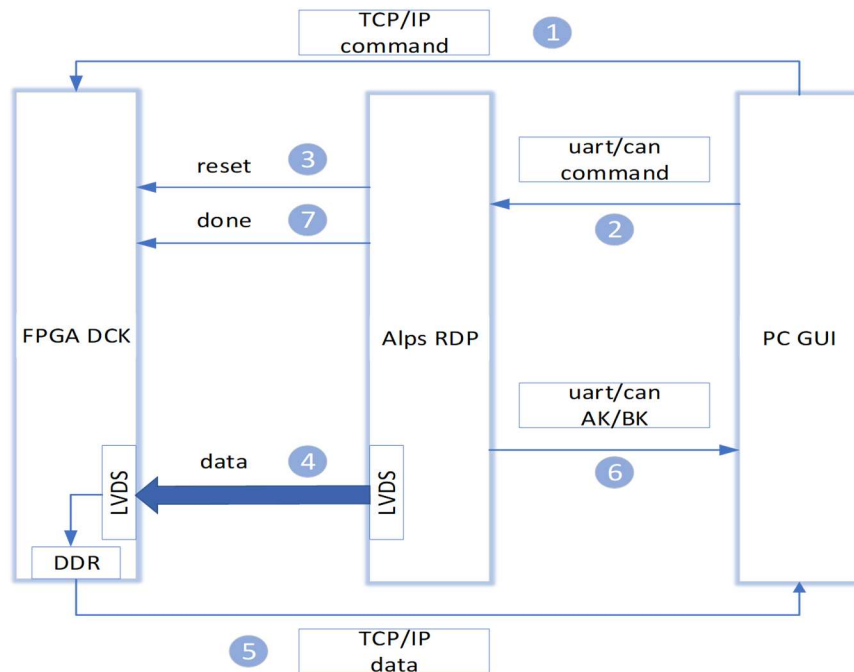 TCP/IP
command
1
reset
3
uart/can
command
2
done
7
FPGA DCK
Alps RDP
PC GUI
uart/can
AK/BK
6
data
4
LVDS
LVDS
DDR
5
TCP/IP
data